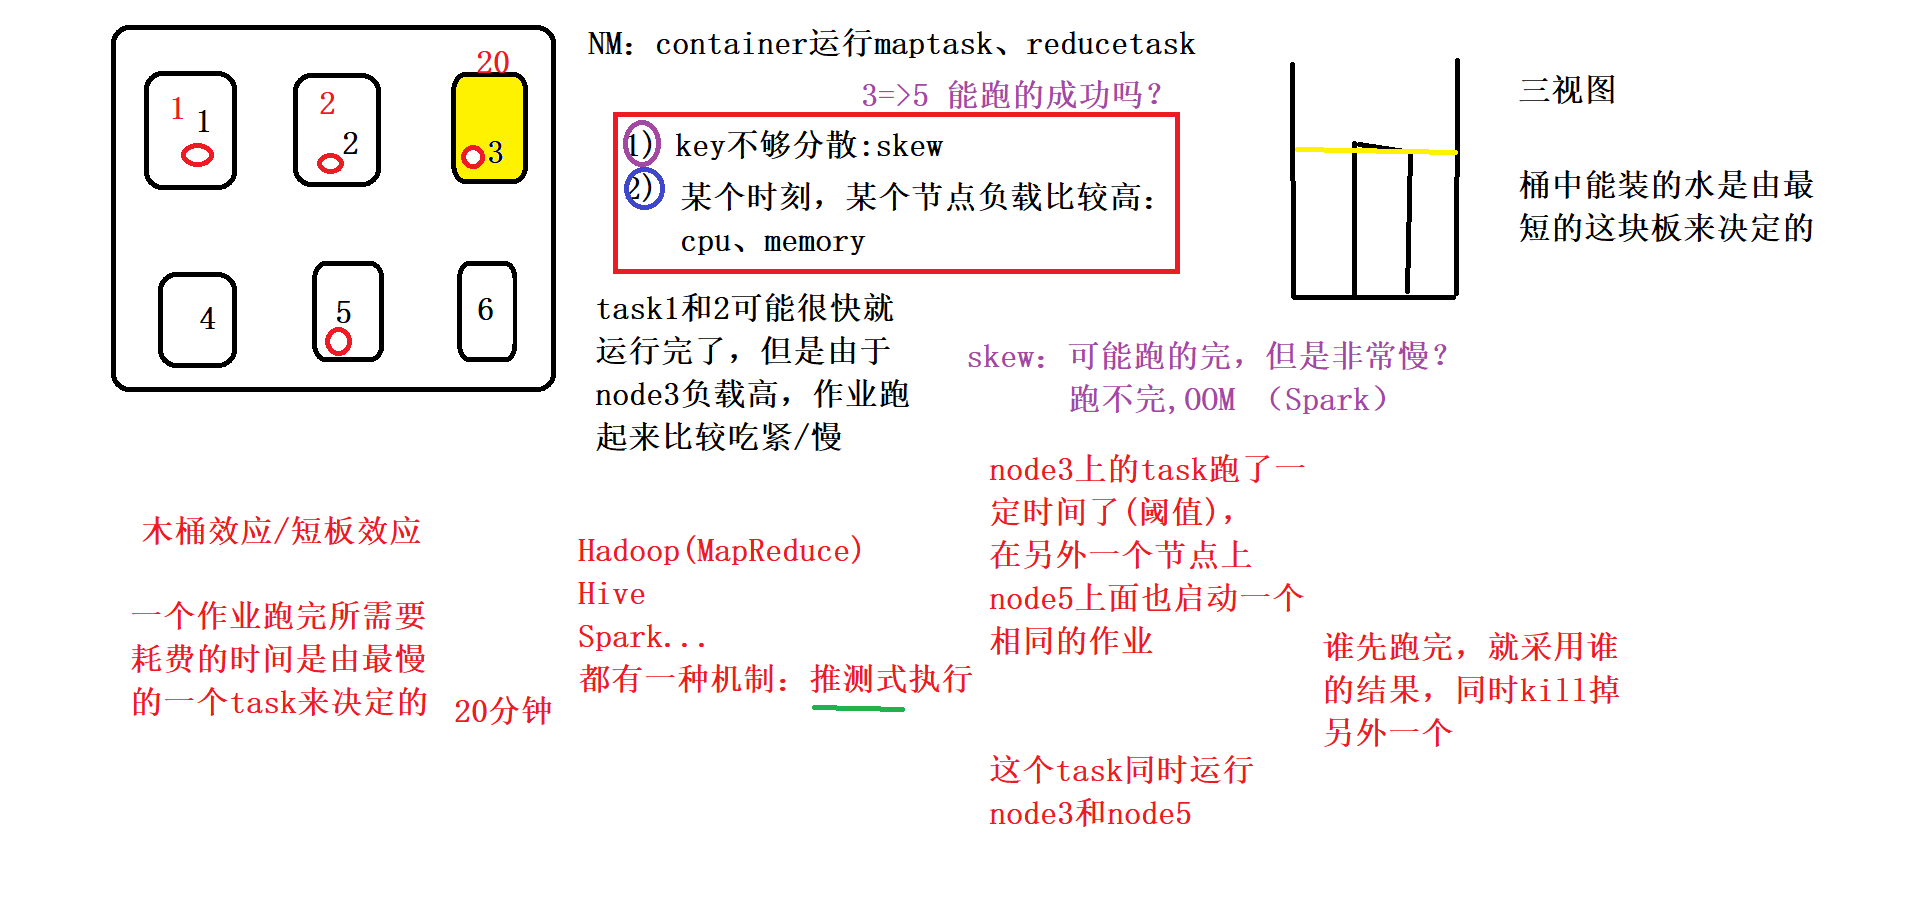 20
1
1
2
2
3
4
5
6
NM：container运行maptask、reducetask
3=>5 能跑的成功吗？
1) key不够分散:skew
2) 某个时刻，某个节点负载比较高：
cpu、memory
task1和2可能很快就
运行完了，但是由于
node3负载高，作业跑
起来比较吃紧/慢
三视图
桶中能装的水是由最
短的这块板来决定的
skew：可能跑的完，但是非常慢？
跑不完,OOM （Spark）
木桶效应/短板效应
一个作业跑完所需要
耗费的时间是由最慢
的一个task来决定的
20分钟
Hadoop(MapReduce)
Hive
Spark...
都有一种机制：推测式执行
node3上的task跑了一
定时间了(阈值)，
在另外一个节点上
node5上面也启动一个
相同的作业
这个task同时运行
node3和node5
谁先跑完，就采用谁
的结果，同时kill掉
另外一个